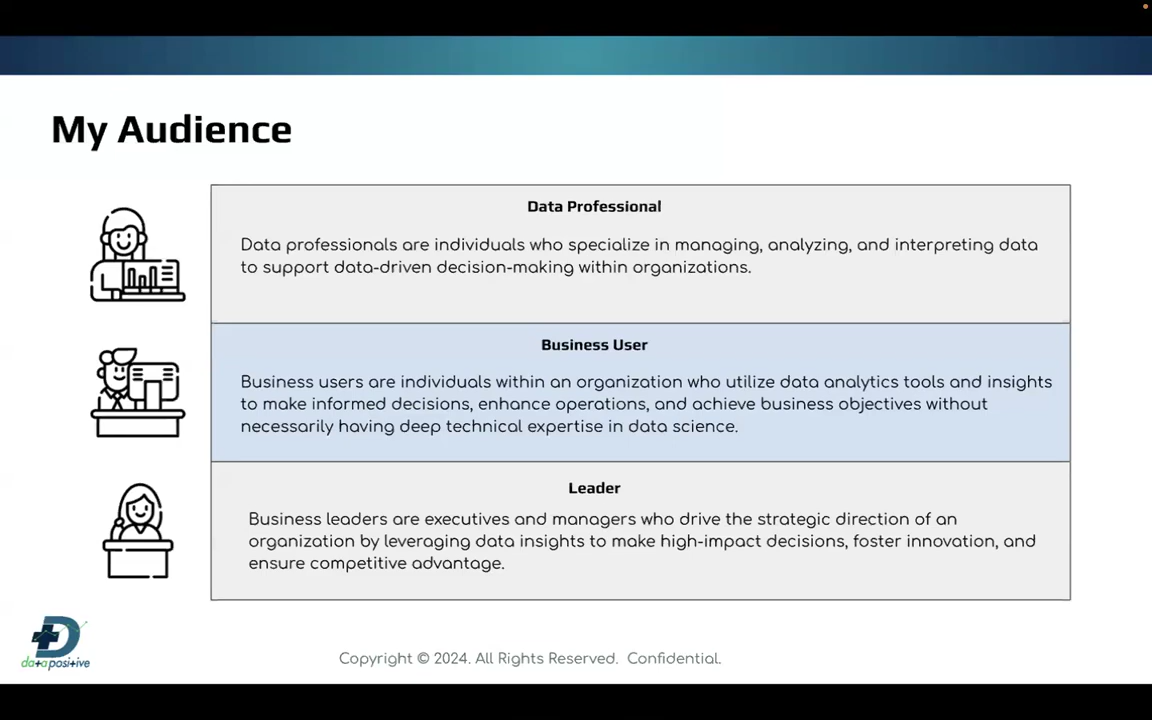 My Audience
Data Professional
Data professionals are individuals who specialize in managing, analyzing, and interpreting data
to support data-driven decision-making within organizations.
Business User
Business users are individuals within an organization who utilize data analytics tools and insights
to make informed decisions, enhance operations, and achieve business objectives without
necessarily having deep technical expertise in data science.
Leader
Business leaders are executives and managers who drive the strategic direction of an
organization by leveraging data insights to make high-impact decisions, foster innovation, and
ensure competitive advantage.
data positive
Copyright © 2024. All Rights Reserved. Confidential.